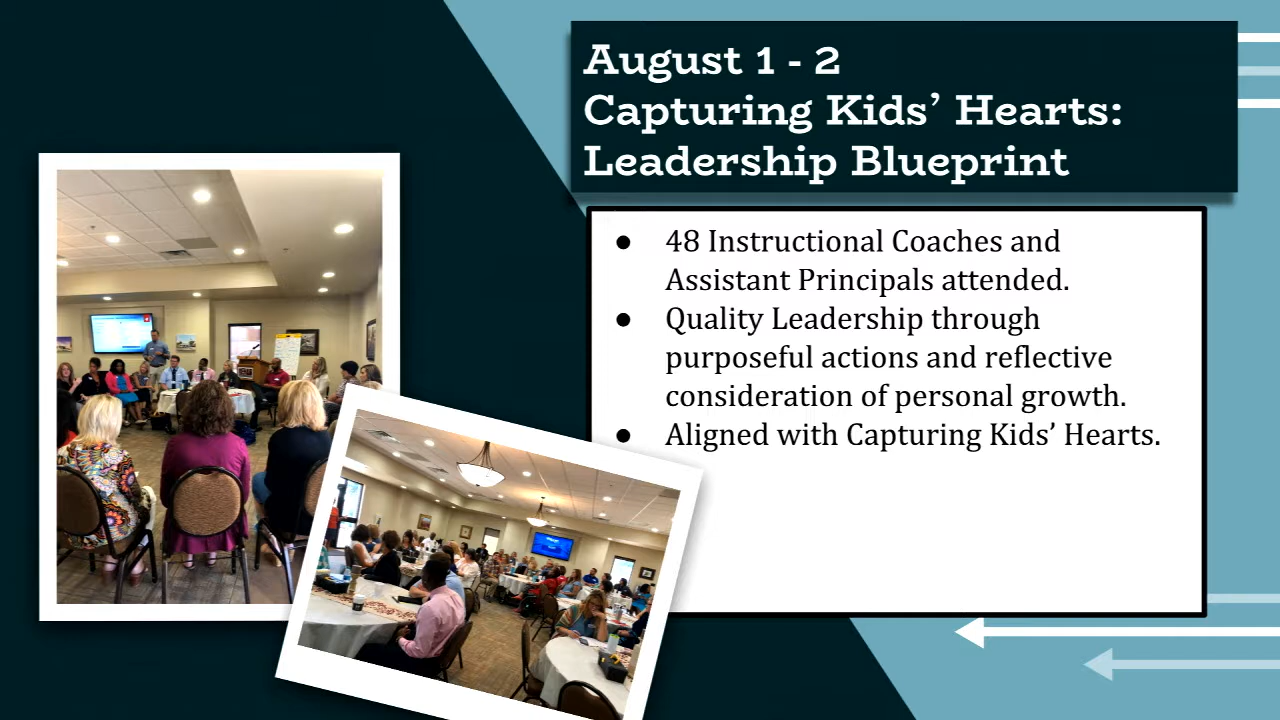 August 1 - 2
Capturing Kids’ Hearts:
Leadership Blueprint
● 48 Instructional Coaches and
Assistant Principals attended.
● Quality Leadership through
purposeful actions and reflective
consideration of personal growth.
● Aligned with Capturing Kids’ Hearts.